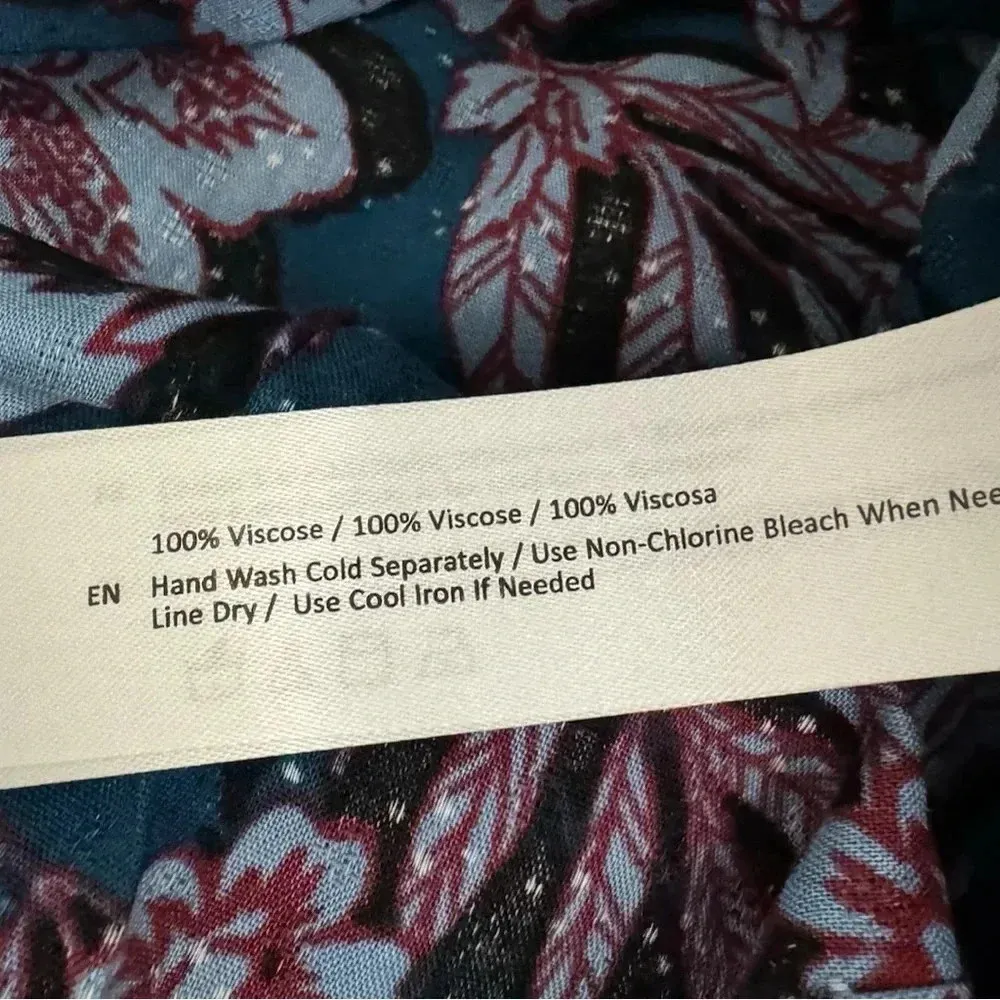 100% Viscose / 100% Viscose / 100% Viscosa
EN Hand Wash Cold Separately / Use Non-Chlorine Bleach When Nee
Line Dry / Use Cool Iron If Needed